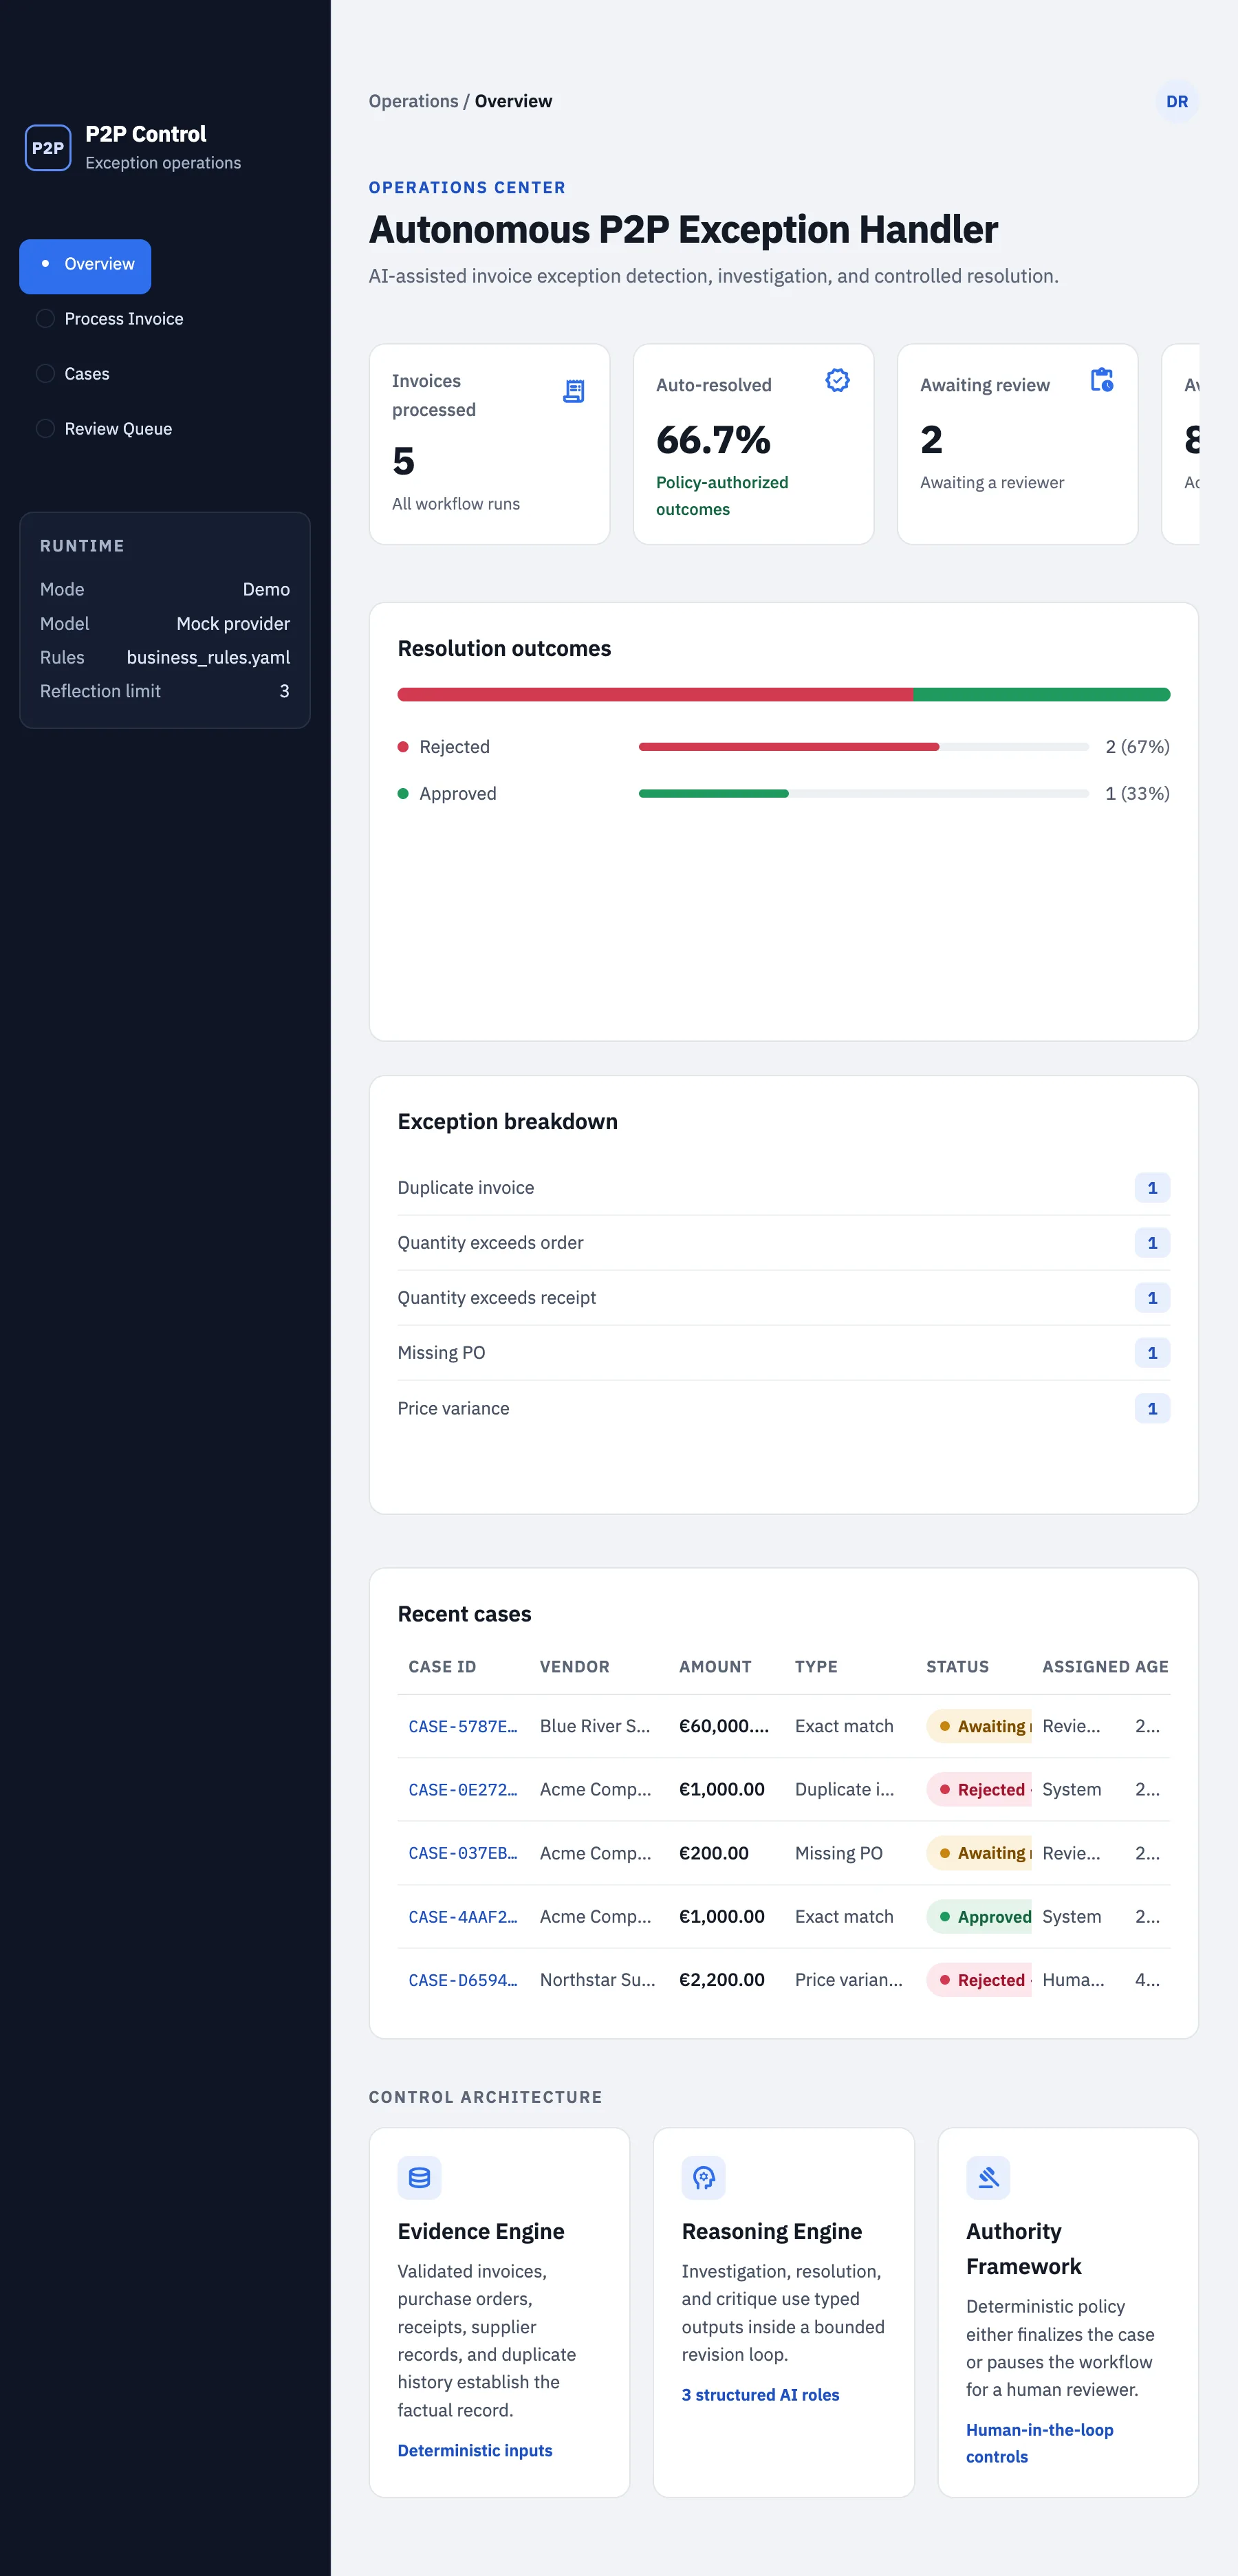 P2P
P2P Control
Exception operations
Overview
Process Invoice
Cases
Review Queue
RUNTIME
Mode Demo
Model Mock provider
Rules business_rules.yaml
Reflection limit 3
Operations / Overview
DR
OPERATIONS CENTER
Autonomous P2P Exception Handler
AI-assisted invoice exception detection, investigation, and controlled resolution.
Invoices
processed
5
All workflow runs
Auto-resolved
66.7%
Policy-authorized
outcomes
Awaiting review
2
Awaiting a reviewer
Resolution outcomes
Rejected 2 (67%)
Approved 1 (33%)
Exception breakdown
Duplicate invoice 1
Quantity exceeds order 1
Quantity exceeds receipt 1
Missing PO 1
Price variance 1
Recent cases
CASE ID VENDOR AMOUNT TYPE STATUS ASSIGNED AGE
CASE-5787E… Blue River S… €60,000.… Exact match Awaiting Revie… 2…
CASE-0E272… Acme Comp… €1,000.00 Duplicate i… Rejected System 2…
CASE-037EB… Acme Comp… €200.00 Missing PO Awaiting Revie… 2…
CASE-4AAF2… Acme Comp… €1,000.00 Exact match Approved System 2…
CASE-D6594… Northstar Su… €2,200.00 Price varian… Rejected Huma… 4…
CONTROL ARCHITECTURE
Evidence Engine
Validated invoices,
purchase orders,
receipts, supplier
records, and duplicate
history establish the
factual record.
Deterministic inputs
Reasoning Engine
Investigation, resolution,
and critique use typed
outputs inside a bounded
revision loop.
3 structured AI roles
Authority
Framework
Deterministic policy
either finalizes the case
or pauses the workflow
for a human reviewer.
Human-in-the-loop
controls